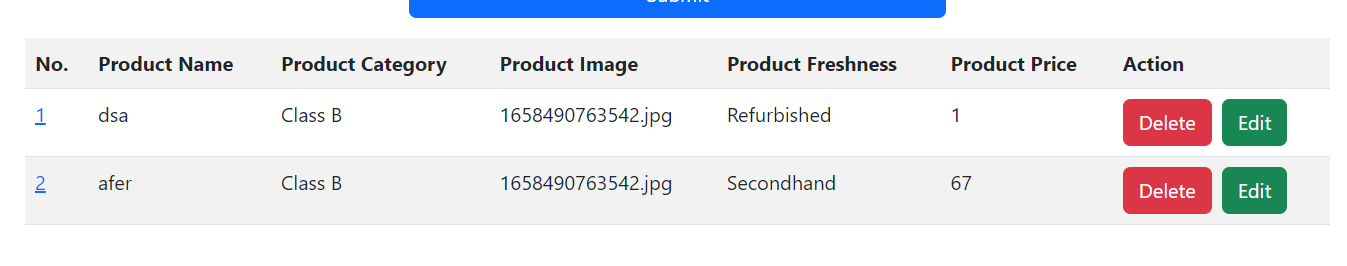 Submit
No. Product Name Product Category Product Image Product Freshness Product Price Action
1 dsa Class B 1658490763542.jpg Refurbished 1 Delete Edit
2 afer Class B 1658490763542.jpg Secondhand 67 Delete Edit